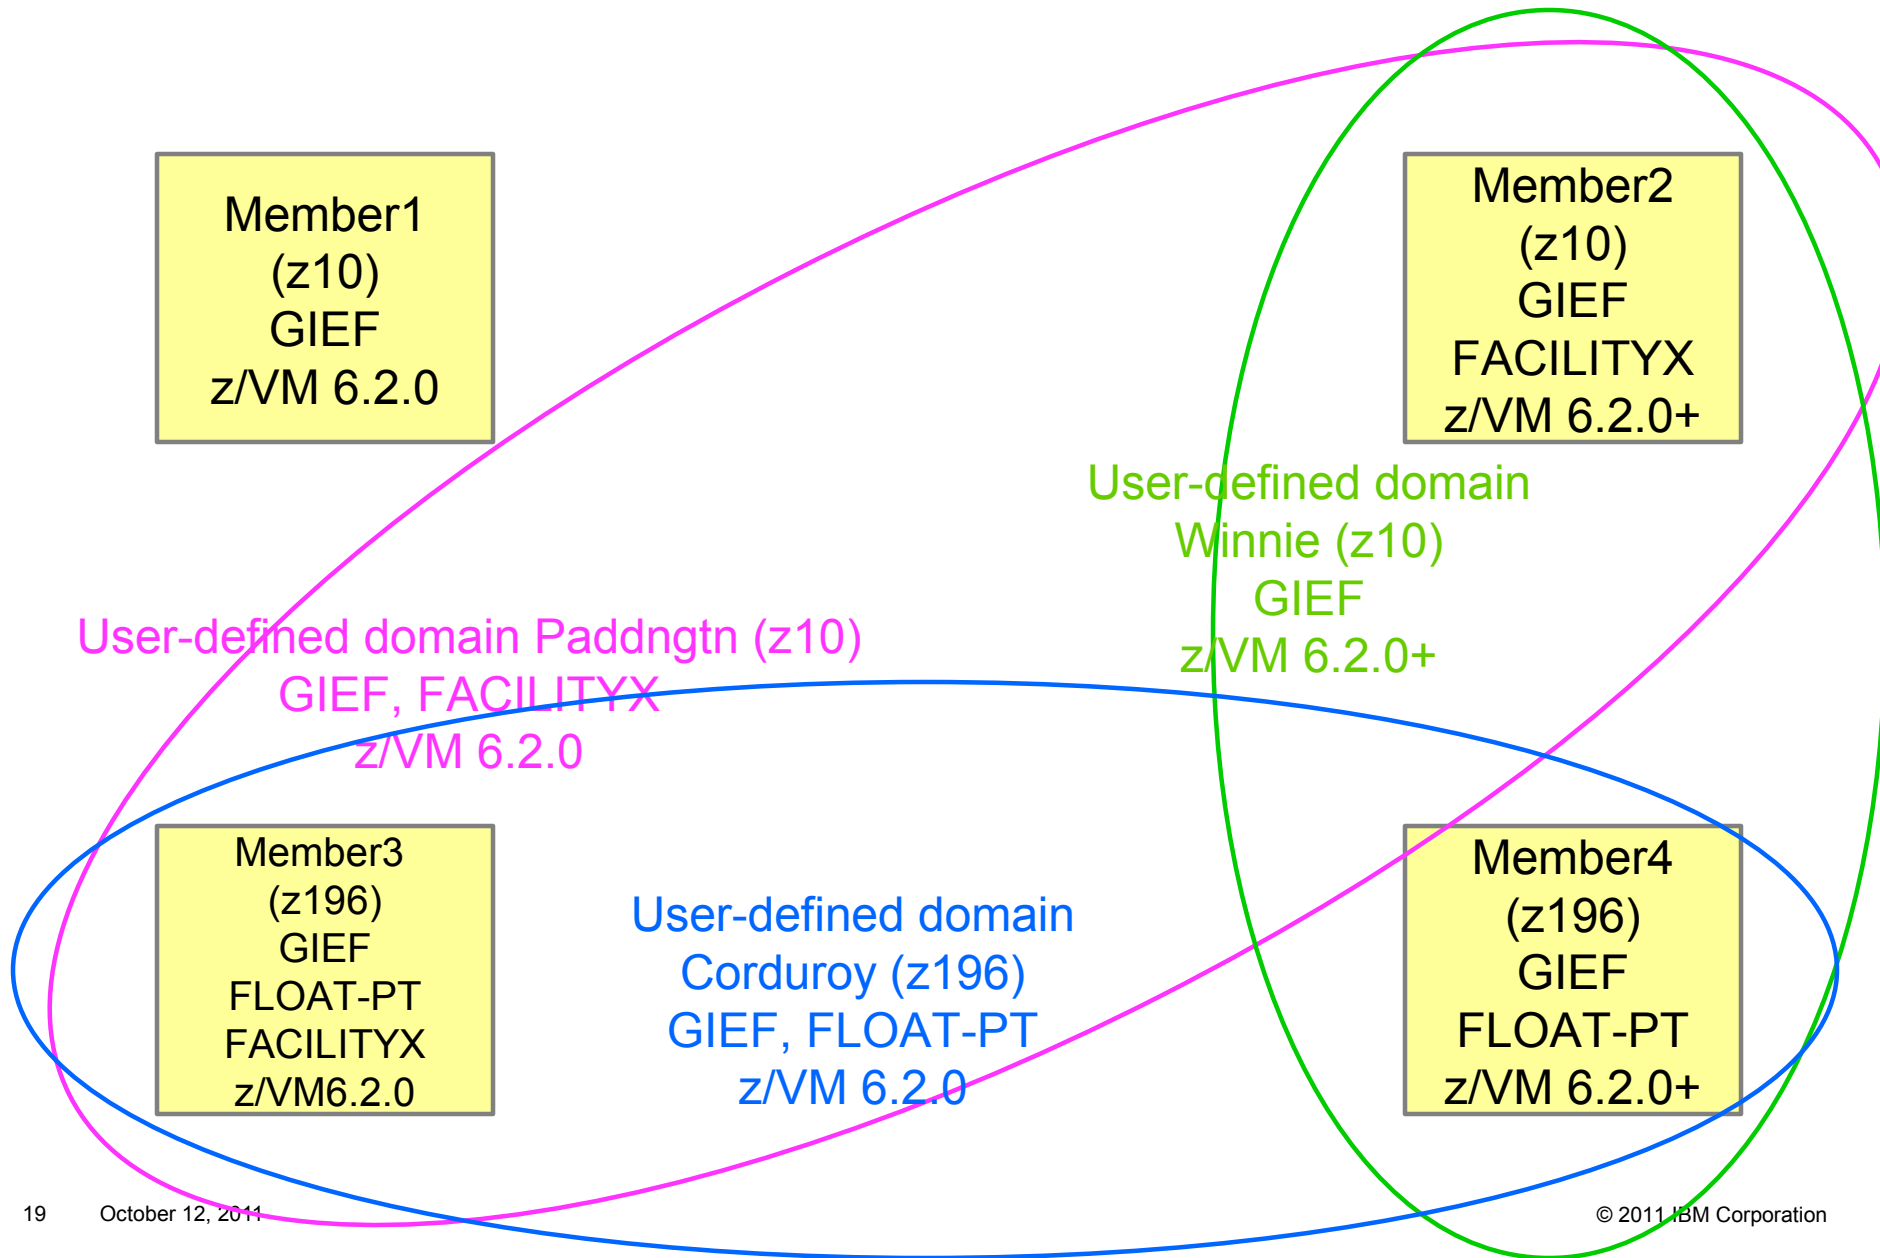 Member1
(z10)
GIEF
z/VM 6.2.0
Member2
(z10)
GIEF
FACILITYX
z/VM 6.2.0+
User-defined domain
Winnie (z10)
GIEF
z/VM 6.2.0+
User-defined domain Paddngtn (z10)
GIEF, FACILITYX
z/VM 6.2.0
Member3
(z196)
GIEF
FLOAT-PT
FACILITYX
z/VM6.2.0
User-defined domain
Corduroy (z196)
GIEF, FLOAT-PT
z/VM 6.2.0
Member4
(z196)
GIEF
FLOAT-PT
z/VM 6.2.0+
19 October 12, 2011 © 2011 IBM Corporation